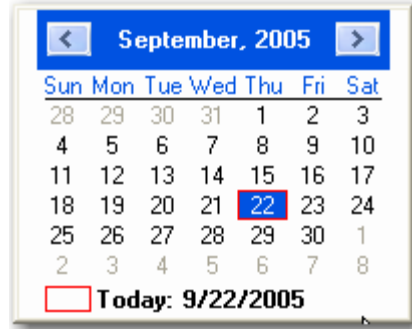 September, 2005
Sun Mon Tue Wed Thu Fri Sat
28 29 30 31 1 2 3
4 5 6 7 8 9 10
11 12 13 14 15 16 17
18 19 20 21 22 23 24
25 26 27 28 29 30 1
2 3 4 5 6 7 8
Today: 9/22/2005